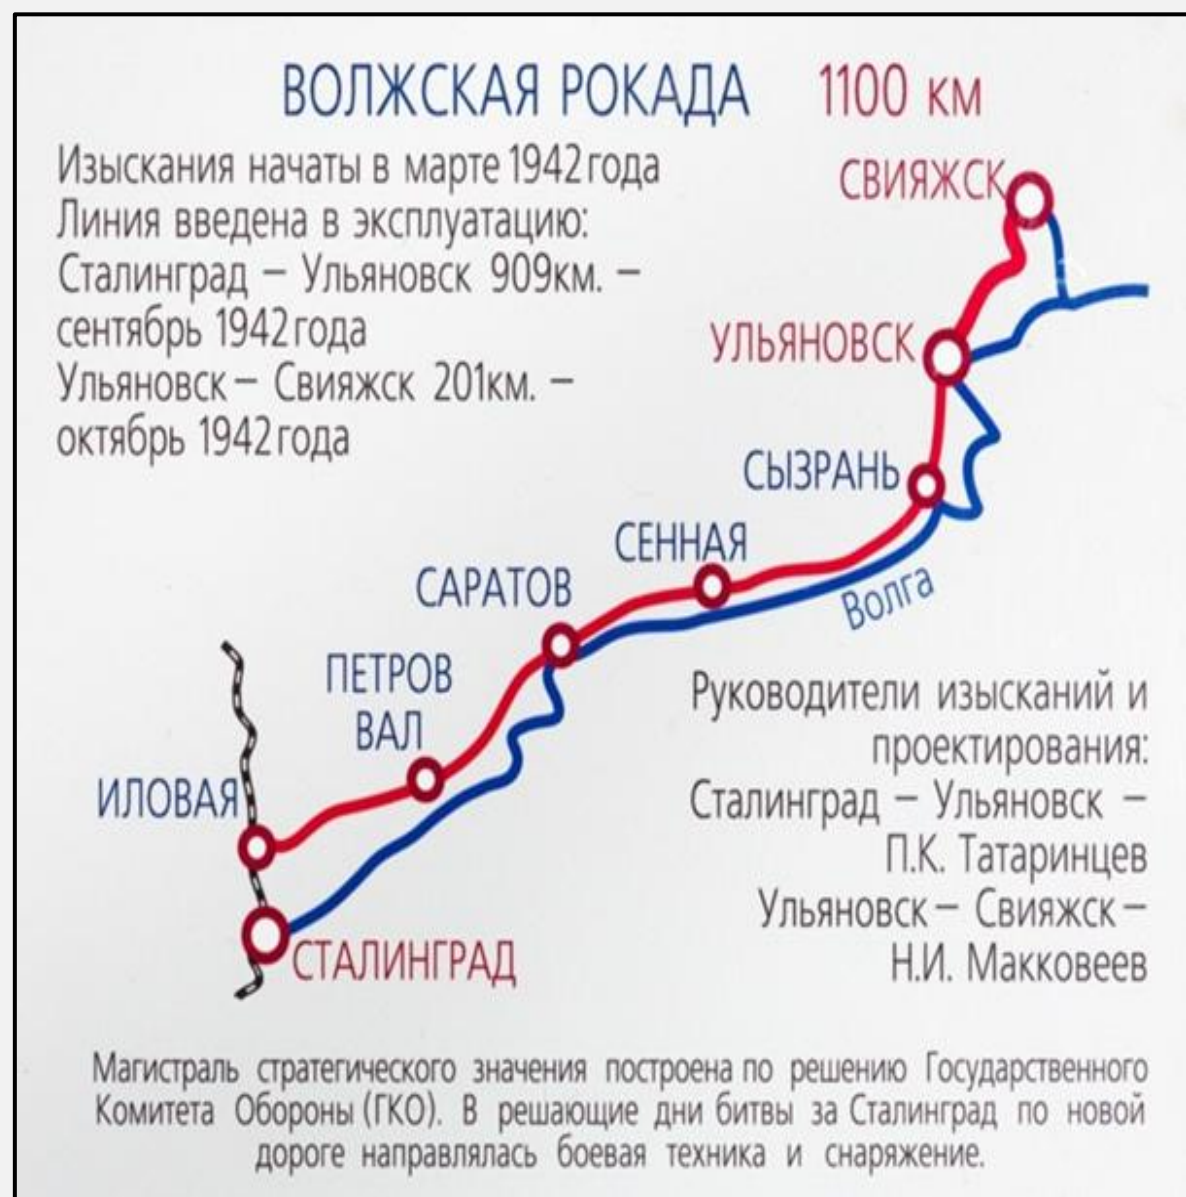 ВОЛЖСКАЯ РОКАДА 1100 км
Изыскания начаты в марте 1942 года
Линия введена в эксплуатацию:
Сталинград – Ульяновск 909км. –
сентябрь 1942 года
Ульяновск – Свияжск 201км. –
октябрь 1942 года
СВИЯЖСК
УЛЬЯНОВСК
СЫЗРАНЬ
СЕННАЯ
САРАТОВ
Волга
ПЕТРОВ
ВАЛ
ИЛОВАЯ
СТАЛИНГРАД
Руководители изысканий и
проектирования:
Сталинград – Ульяновск –
П.К. Татаринцев
Ульяновск – Свияжск –
Н.И. Макковеев
Магистраль стратегического значения построена по решению Государственного
Комитета Обороны (ГКО). В решающие дни битвы за Сталинград по новой
дороге направлялась боевая техника и снаряжение.